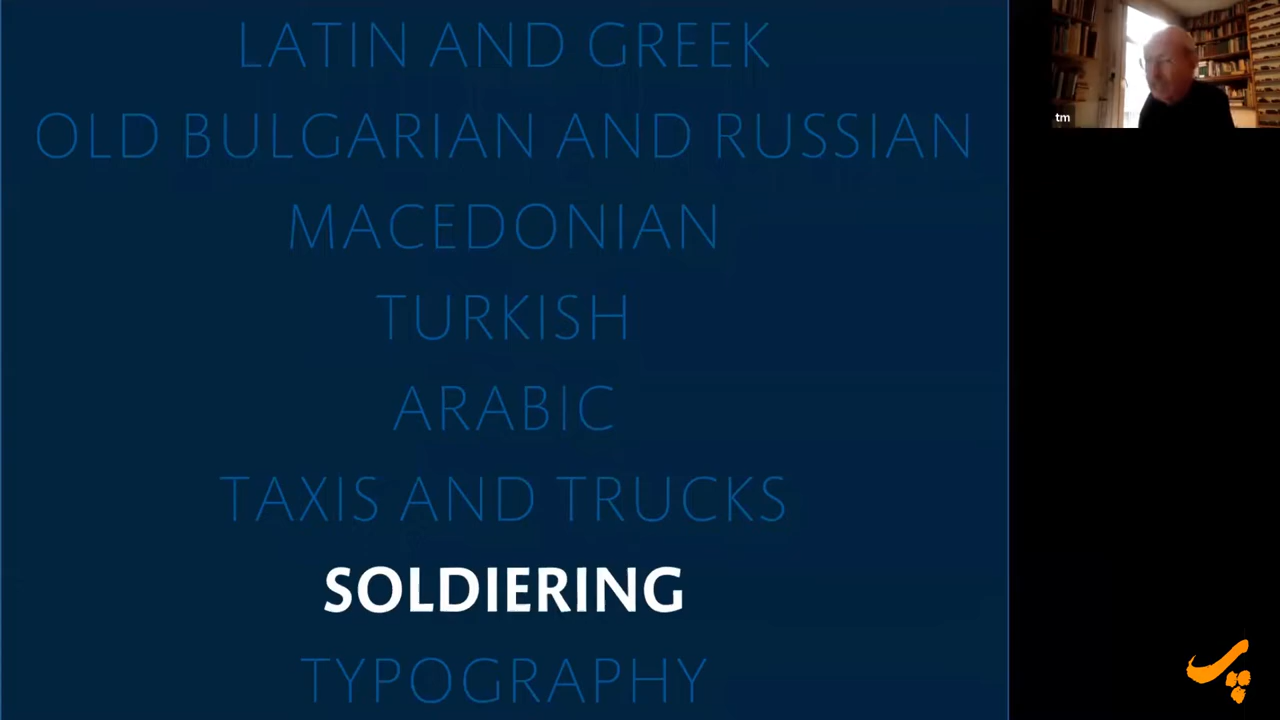 LATIN AND GREEK
OLD BULGARIAN AND RUSSIAN
MACEDONIAN
TURKISH
ARABIC
TAXIS AND TRUCKS
SOLDIERING
TYPOGRAPHY
tm